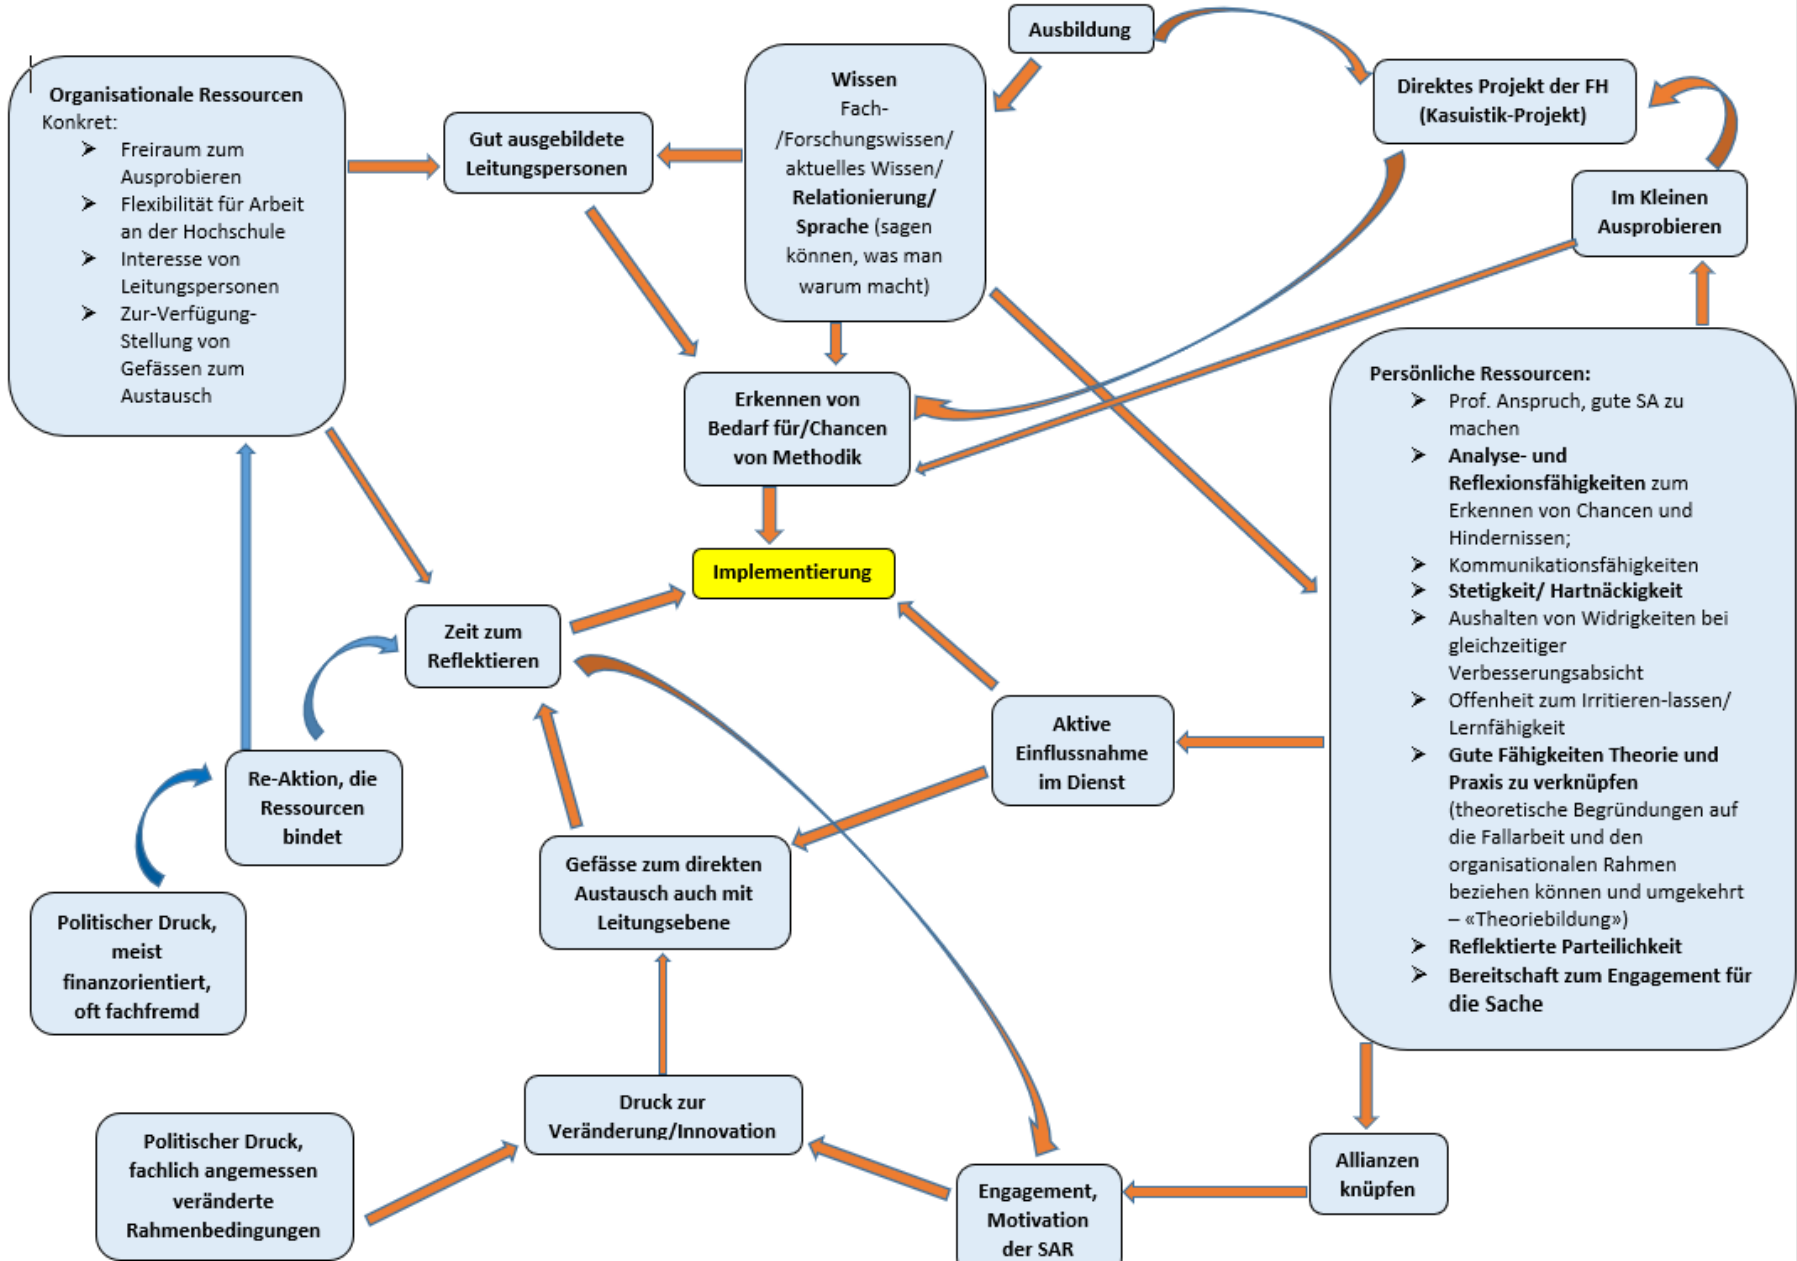 Ausbildung
Organisationale Ressourcen
Konkret:
➢ Freiraum zum
Ausprobieren
➢ Flexibilität für Arbeit
an der Hochschule
➢ Interesse von
Leitungspersonen
➢ Zur-Verfügung-
Stellung von
Gefässen zum
Austausch
Gut ausgebildete
Leitungspersonen
Wissen
Fach-
/Forschungswissen/
aktuelles Wissen/
Relationierung/
Sprache (sagen
können, was man
warum macht)
Direktes Projekt der FH
(Kasuistik-Projekt)
Im Kleinen
Ausprobieren
Erkennen von
Bedarf für/Chancen
von Methodik
Implementierung
Persönliche Ressourcen:
➢ Prof. Anspruch, gute SA zu
machen
➢ Analyse- und
Reflexionsfähigkeiten zum
Erkennen von Chancen und
Hindernissen;
➢ Kommunikationsfähigkeiten
➢ Stetigkeit/ Hartnäckigkeit
➢ Aushalten von Widrigkeiten bei
gleichzeitiger
Verbesserungsabsicht
➢ Offenheit zum Irritieren-lassen/
Lernfähigkeit
➢ Gute Fähigkeiten Theorie und
Praxis zu verknüpfen
(theoretische Begründungen auf
die Fallarbeit und den
organisationalen Rahmen
beziehen können und umgekehrt
– «Theoriebildung»)
➢ Reflektierte Parteilichkeit
➢ Bereitschaft zum Engagement für
die Sache
Zeit zum
Reflektieren
Aktive
Einflussnahme
im Dienst
Re-Aktion, die
Ressourcen
bindet
Gefässe zum direkten
Austausch auch mit
Leitungsebene
Politischer Druck,
meist
finanzorientiert,
oft fachfremd
Druck zur
Veränderung/Innovation
Politischer Druck,
fachlich angemessen
veränderte
Rahmenbedingungen
Engagement,
Motivation
der SAR
Allianzen
knüpfen